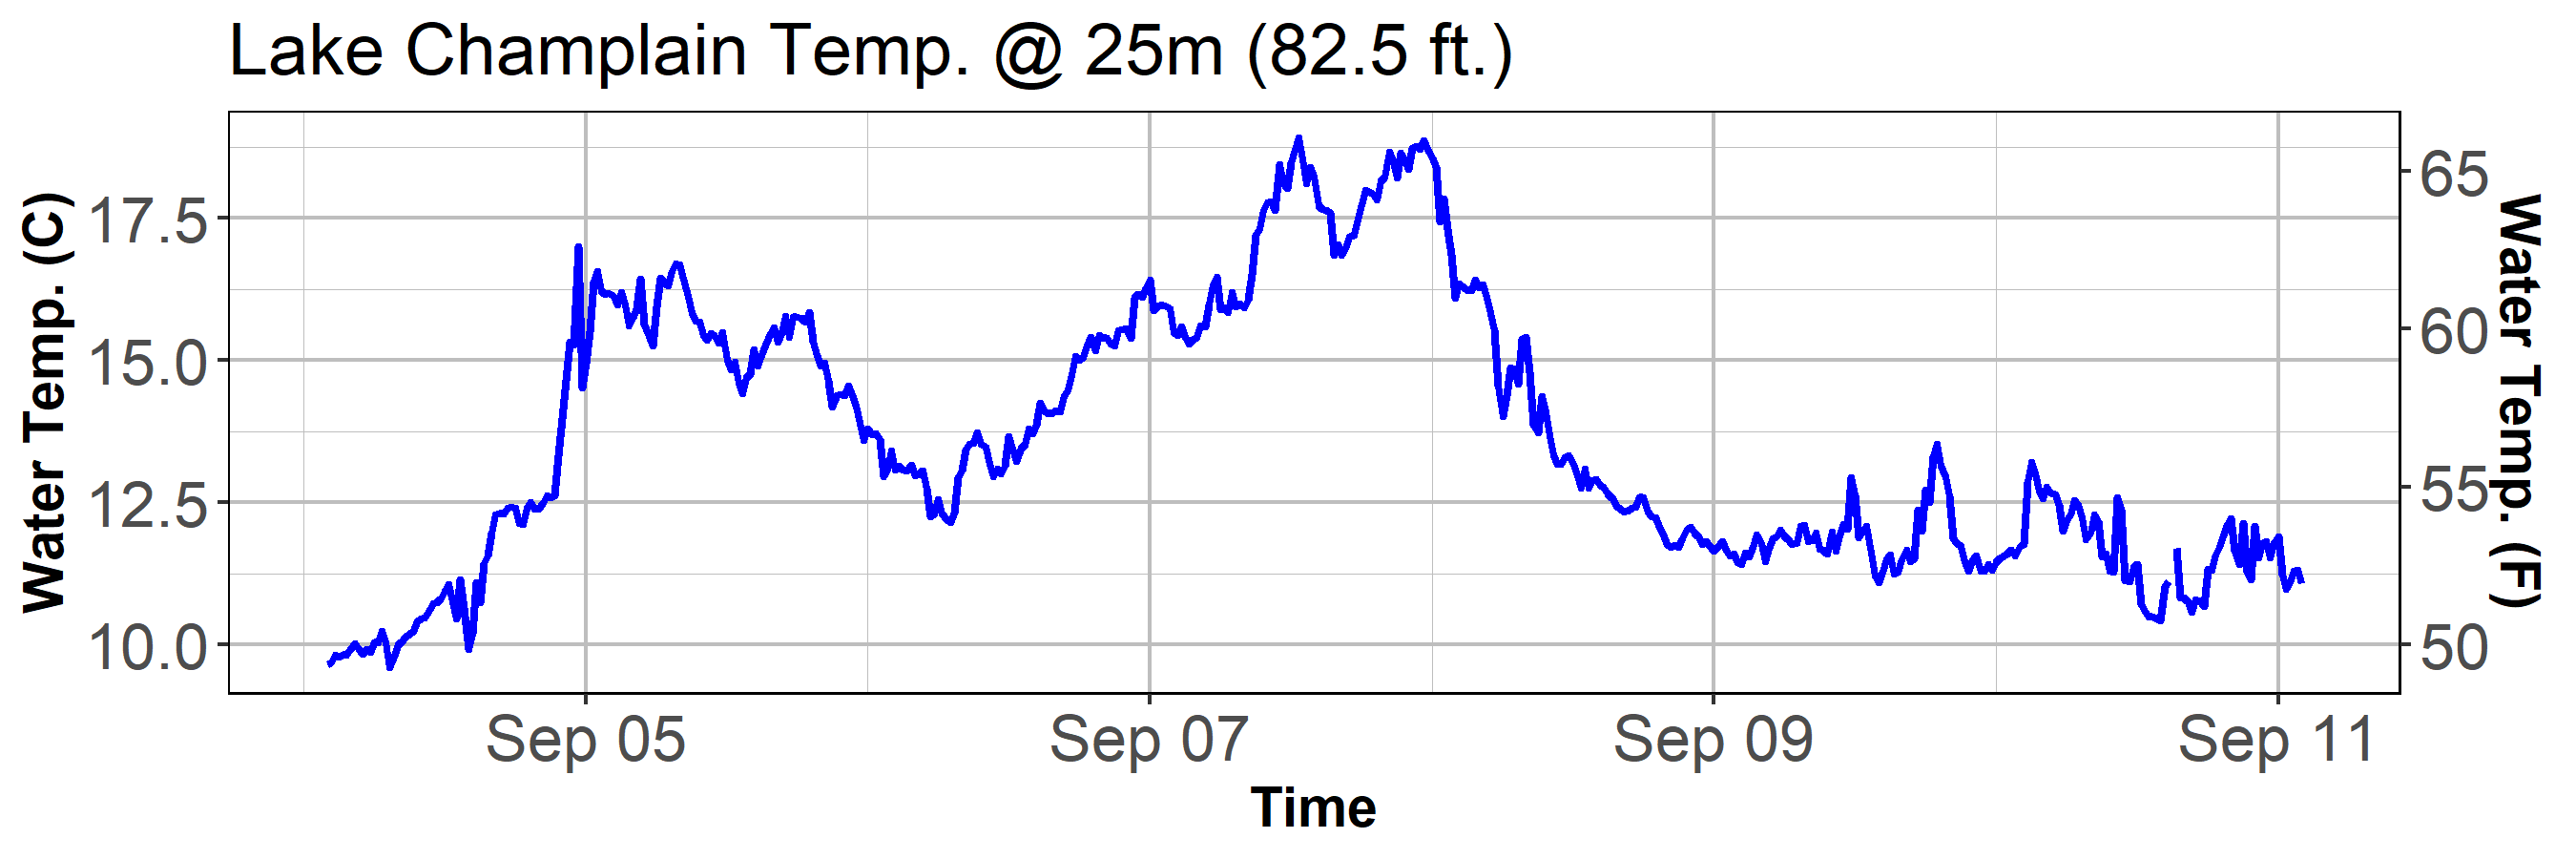 Lake Champlain Temp. @ 25m (82.5 ft.)
Water Temp. (C)
17.5
15.0
12.5
10.0
65
60
55
50
Water Temp. (F)
Sep 05
Sep 07
Sep 09
Sep 11
Time